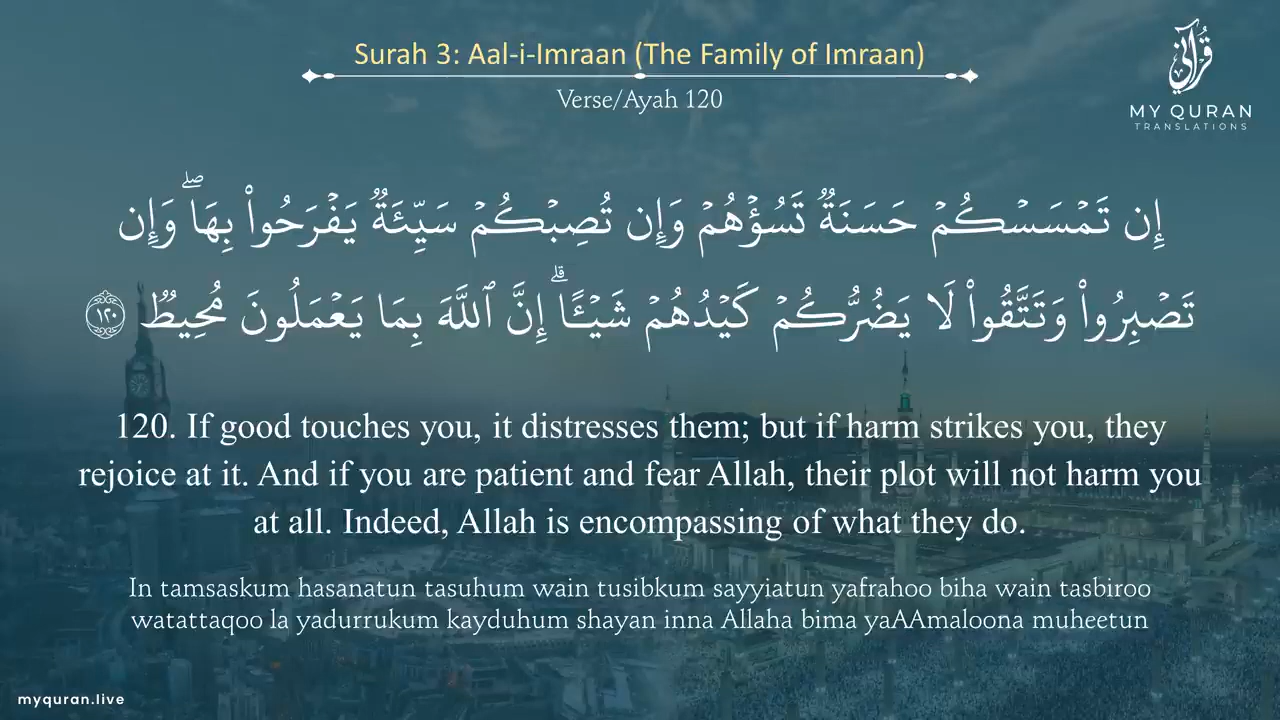 Surah 3: Aal-i-Imraan (The Family of Imraan)
Verse/Ayah 120
قرآني
MY QURAN
TRANSLATIONS
إِن تَمْسَسْكُمْ حَسَنَةٌ تَسُؤْهُمْ وَإِن تُصِبْكُمْ سَيِّئَةٌ يَفْرَحُوا۟ بِهَا ۖ وَإِن
تَصْبِرُوا۟ وَتَتَّقُوا۟ لَا يَضُرُّكُمْ كَيْدُهُمْ شَيْـًٔا ۗ إِنَّ ٱللَّهَ بِمَا يَعْمَلُونَ مُحِيطٌ ١٢٠
120. If good touches you, it distresses them; but if harm strikes you, they
rejoice at it. And if you are patient and fear Allah, their plot will not harm you
at all. Indeed, Allah is encompassing of what they do.
In tamsaskum hasanatun tasuhum wain tusibkum sayyiatun yafrahoo biha wain tasbiroo
watattaqoo la yadurrukum kayduhum shayan inna Allaha bima yaAAmaloona muheetun
myquran.live